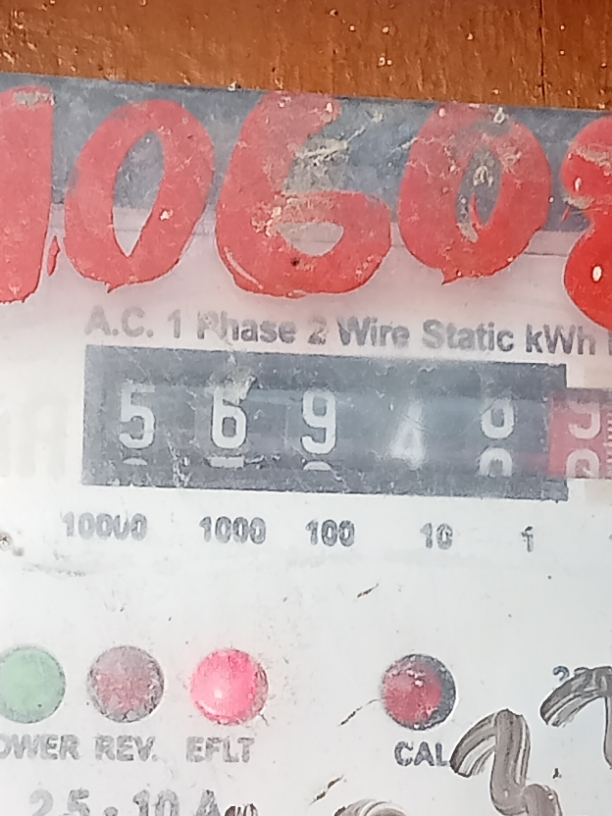 10608
A.C. 1 Phase 2 Wire Static kWh
5 6 9 4
10000 1000 100 10 1
POWER REV. EFLT CAL
2.5 - 10 A